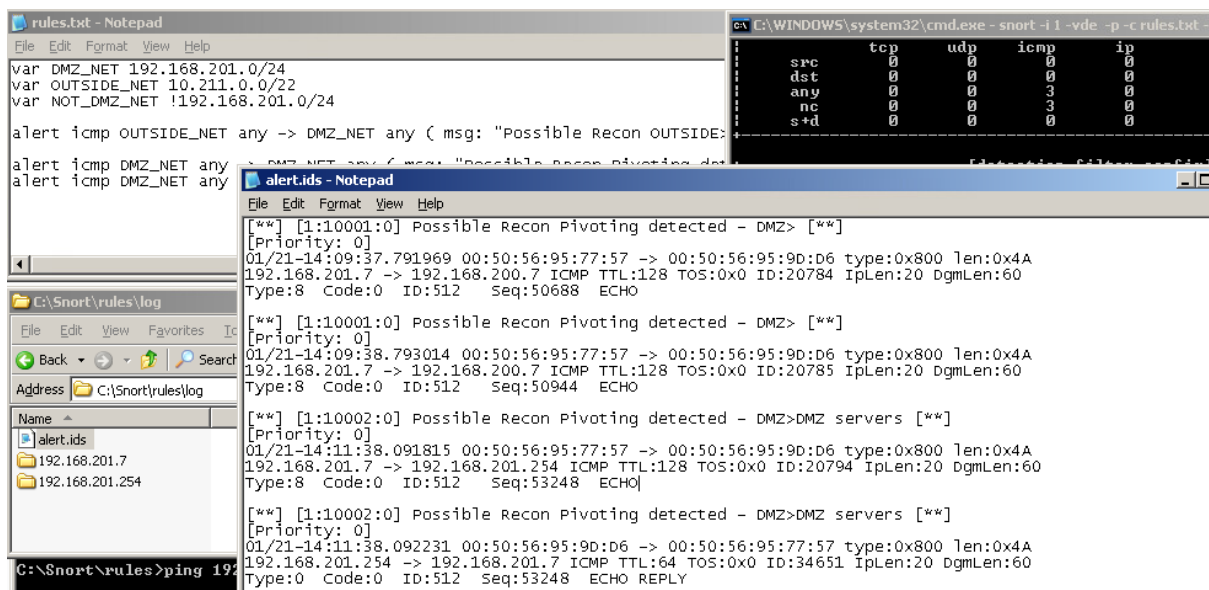 rules.txt - Notepad
File Edit Format View Help
var DMZ_NET 192.168.201.0/24
var OUTSIDE_NET 10.211.0.0/22
var NOT_DMZ_NET !192.168.201.0/24
alert icmp OUTSIDE_NET any -> DMZ_NET any ( msg: "Possible Recon OUTSIDE>
alert icmp DMZ_NET any -> DMZ_NET any ( msg: "Possible Recon Pivoting det
alert icmp DMZ_NET any
C:\WINDOWS\system32\cmd.exe - snort -i 1 -vde -p -c rules.txt -
tcp udp icmp ip
src 0 0 0 0
dst 0 0 0 0
any 0 0 3 0
nc 0 0 3 0
s+d 0 0 0 0
[detection filter config]
alert.ids - Notepad
File Edit Format View Help
[**] [1:10001:0] Possible Recon Pivoting detected - DMZ> [**]
[Priority: 0]
01/21-14:09:37.791969 00:50:56:95:77:57 -> 00:50:56:95:9D:D6 type:0x800 len:0x4A
192.168.201.7 -> 192.168.200.7 ICMP TTL:128 TOS:0x0 ID:20784 IpLen:20 DgmLen:60
Type:8 Code:0 ID:512 Seq:50688 ECHO
[**] [1:10001:0] Possible Recon Pivoting detected - DMZ> [**]
[Priority: 0]
01/21-14:09:38.793014 00:50:56:95:77:57 -> 00:50:56:95:9D:D6 type:0x800 len:0x4A
192.168.201.7 -> 192.168.200.7 ICMP TTL:128 TOS:0x0 ID:20785 IpLen:20 DgmLen:60
Type:8 Code:0 ID:512 Seq:50944 ECHO
[**] [1:10002:0] Possible Recon Pivoting detected - DMZ>DMZ servers [**]
[Priority: 0]
01/21-14:11:38.091815 00:50:56:95:77:57 -> 00:50:56:95:9D:D6 type:0x800 len:0x4A
192.168.201.7 -> 192.168.201.254 ICMP TTL:128 TOS:0x0 ID:20794 IpLen:20 DgmLen:60
Type:8 Code:0 ID:512 Seq:53248 ECHO
[**] [1:10002:0] Possible Recon Pivoting detected - DMZ>DMZ servers [**]
[Priority: 0]
01/21-14:11:38.092231 00:50:56:95:9D:D6 -> 00:50:56:95:77:57 type:0x800 len:0x4A
192.168.201.254 -> 192.168.201.7 ICMP TTL:64 TOS:0x0 ID:34651 IpLen:20 DgmLen:60
Type:0 Code:0 ID:512 Seq:53248 ECHO REPLY
C:\Snort\rules\log
File Edit View Favorites
Back Search
Address C:\Snort\rules\log
Name
alert.ids
192.168.201.7
192.168.201.254
C:\Snort\rules>ping 192